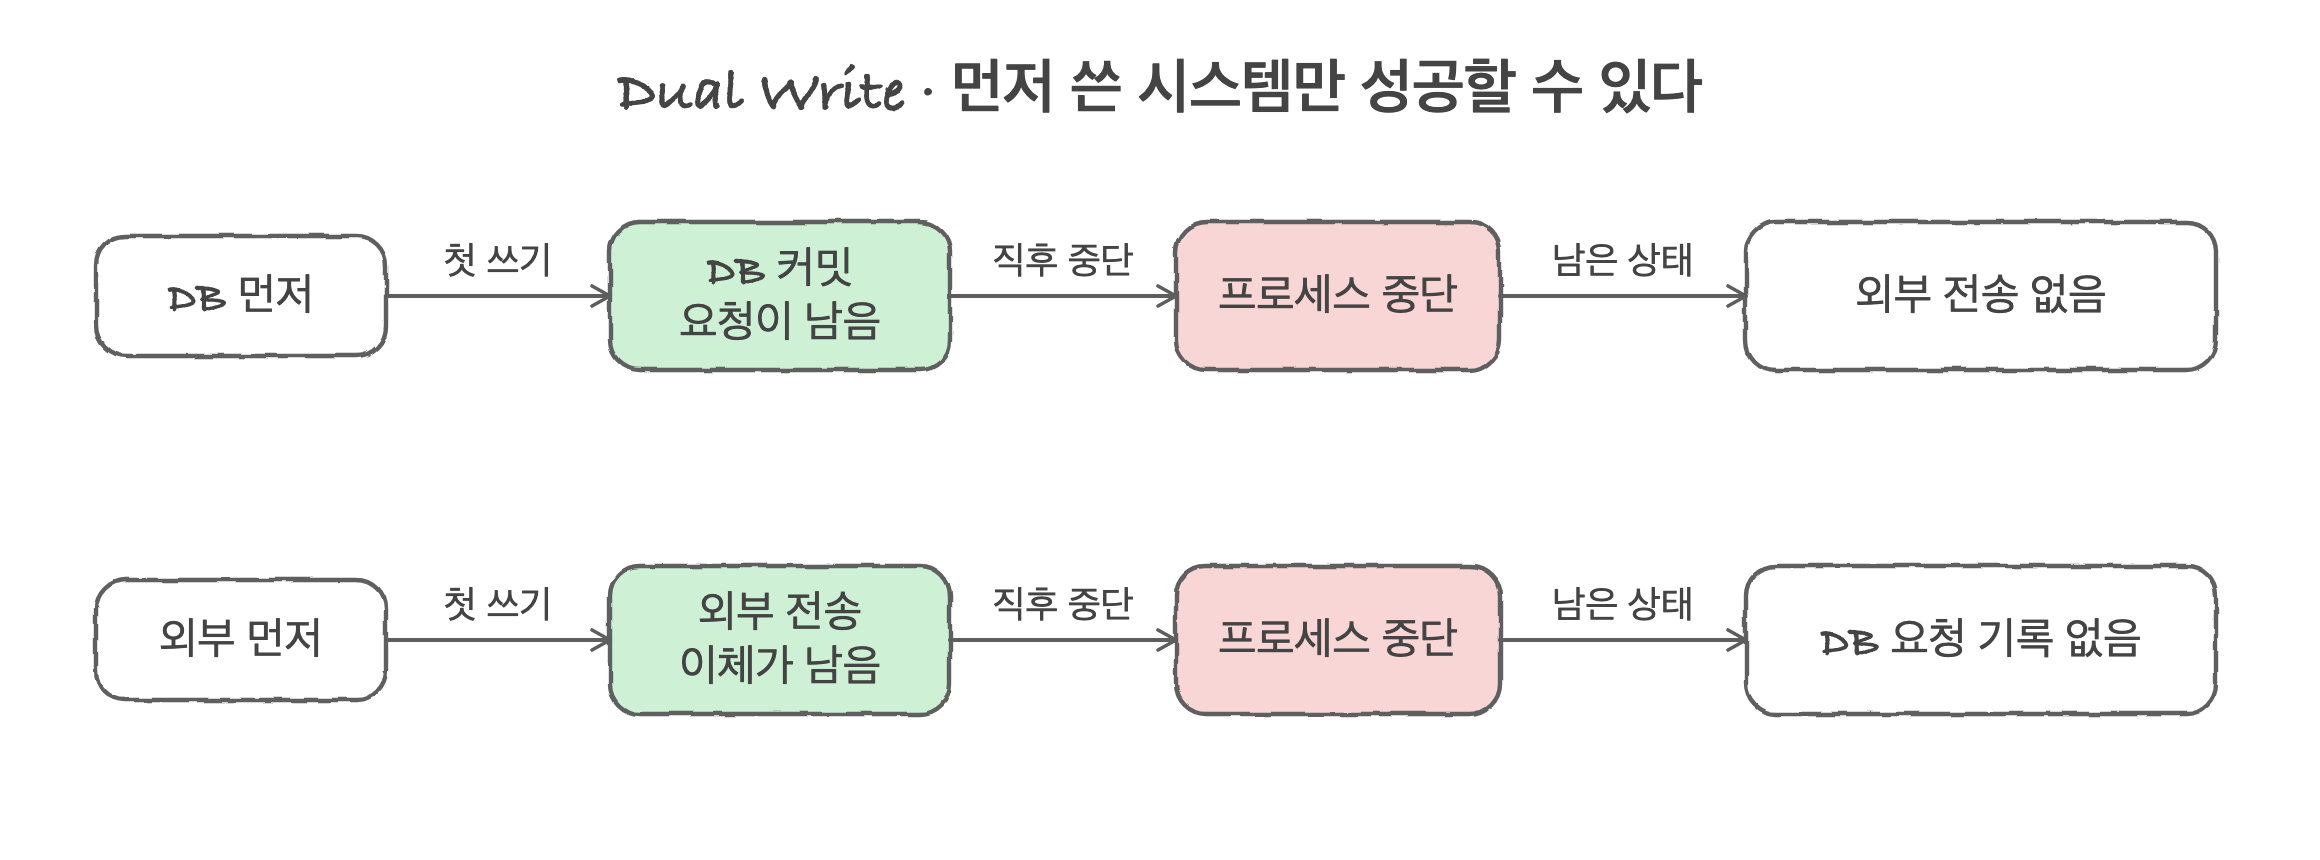 Dual Write · 먼저 쓴 시스템만 성공할 수 있다
DB 먼저
첫 쓰기
DB 커밋
요청이 남음
직후 중단
프로세스 중단
남은 상태
외부 전송 없음
외부 먼저
첫 쓰기
외부 전송
이체가 남음
직후 중단
프로세스 중단
남은 상태
DB 요청 기록 없음